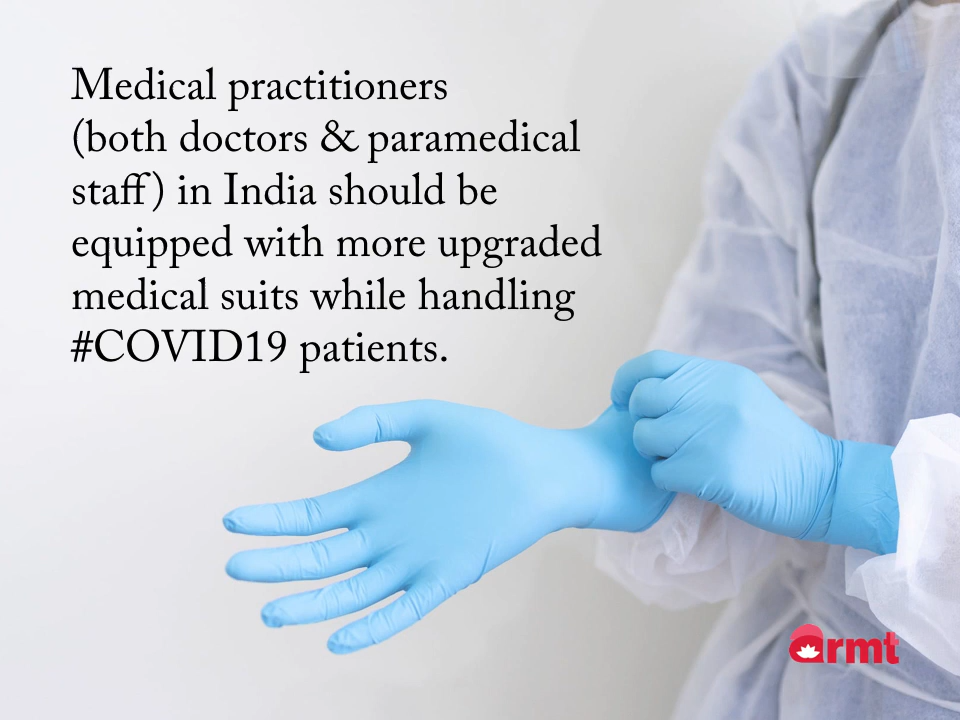 Medical practitioners
(both doctors & paramedical
staff) in India should be
equipped with more upgraded
medical suits while handling
#COVID19 patients.
armt